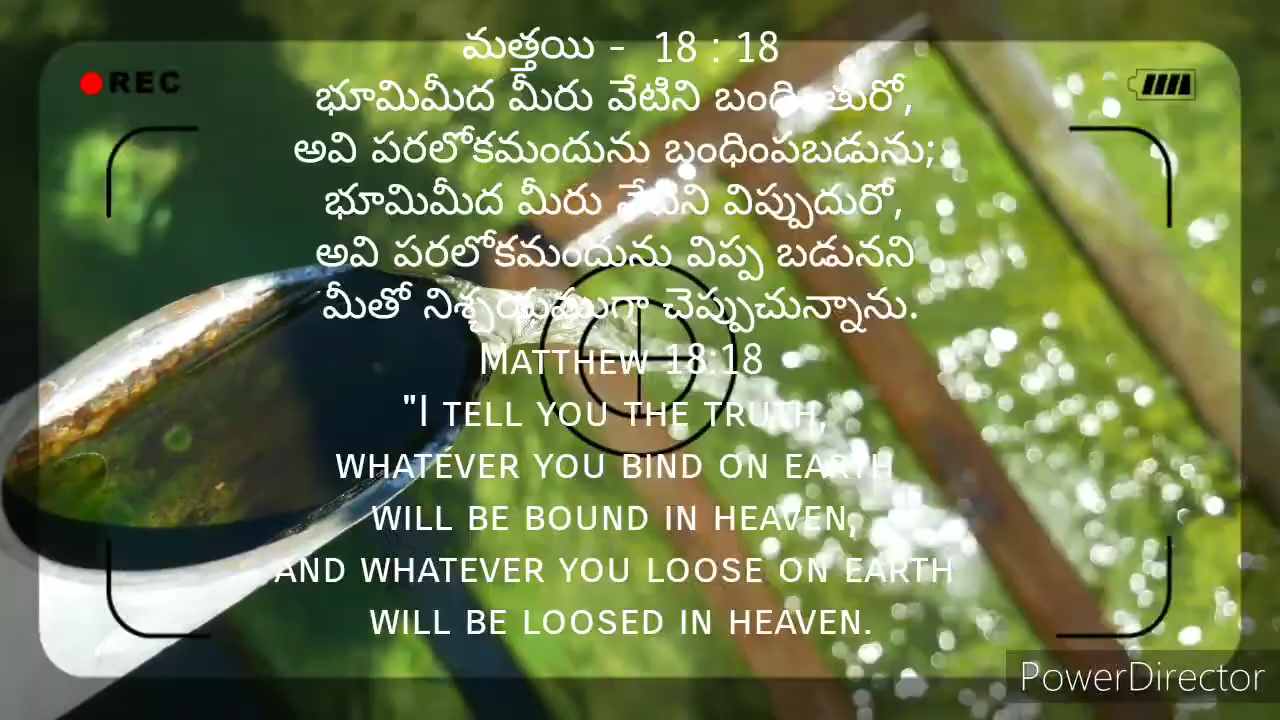 మత్తయి - 18 : 18
REC
భూమిమీద మీరు వేటిని బంధింతురో,
అవి పరలోకమందును బంధింపబడును;
భూమిమీద మీరు వేటిని విప్పుదురో,
అవి పరలోకమందును విప్ప బడునని
మీతో నిశ్చయముగా చెప్పుచున్నాను.
MATTHEW 18:18
"I TELL YOU THE TRUTH,
WHATEVER YOU BIND ON EARTH
WILL BE BOUND IN HEAVEN,
AND WHATEVER YOU LOOSE ON EARTH
WILL BE LOOSED IN HEAVEN.
PowerDirector